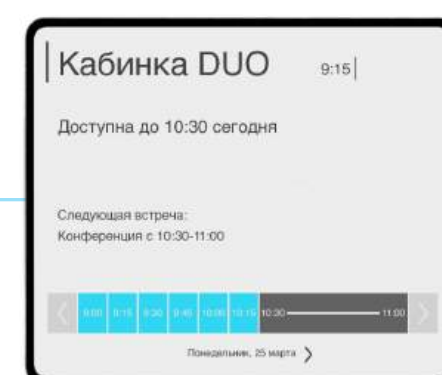 Кабинка DUO
9:15
Доступна до 10:30 сегодня
Следующая встреча:
Конференция с 10:30-11:00
9:00 9:15 9:30 9:45 10:00 10:15 10:30 11:00
Понедельник, 25 марта